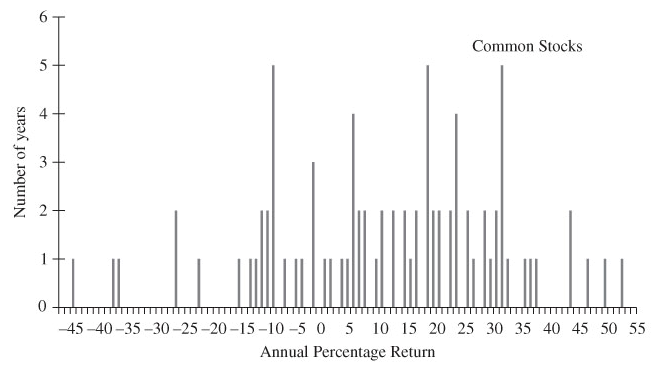 6
Common Stocks
5
4
3
2
1
0
Number of years
–45 –40 –35 –30 –25 –20 –15 –10 –5 0 5 10 15 20 25 30 35 40 45 50 55
Annual Percentage Return